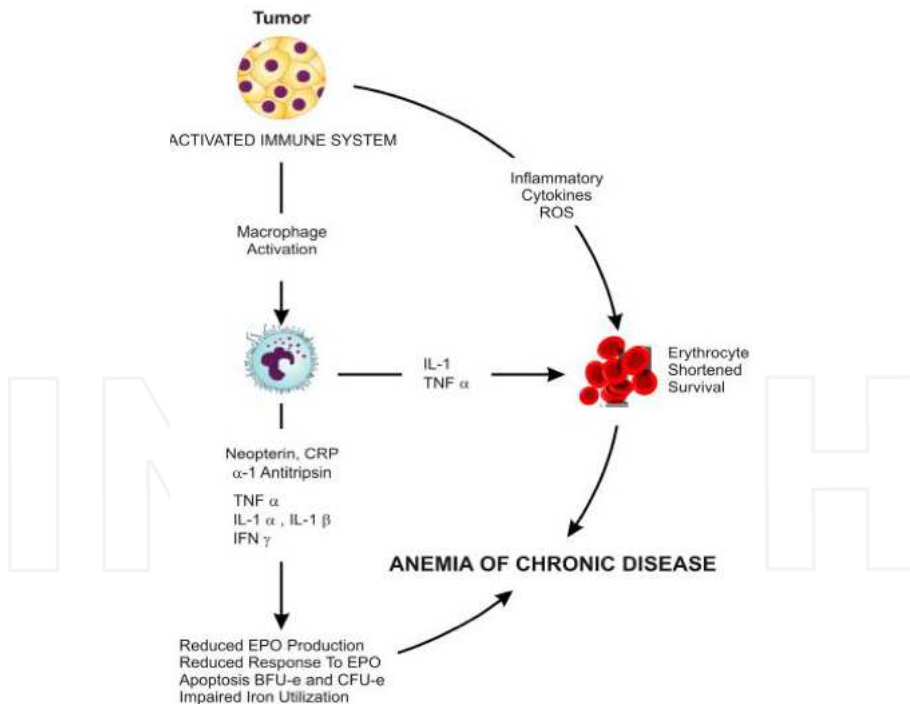 Tumor
ACTIVATED IMMUNE SYSTEM
Inflammatory
Cytokines
ROS
Macrophage
Activation
IL-1
TNF α
Erythrocyte
Shortened
Survival
Neopterin, CRP
α-1 Antitripsin
TNF α
IL-1 α , IL-1 β
IFN γ
ANEMIA OF CHRONIC DISEASE
Reduced EPO Production
Reduced Response To EPO
Apoptosis BFU-e and CFU-e
Impaired Iron Utilization